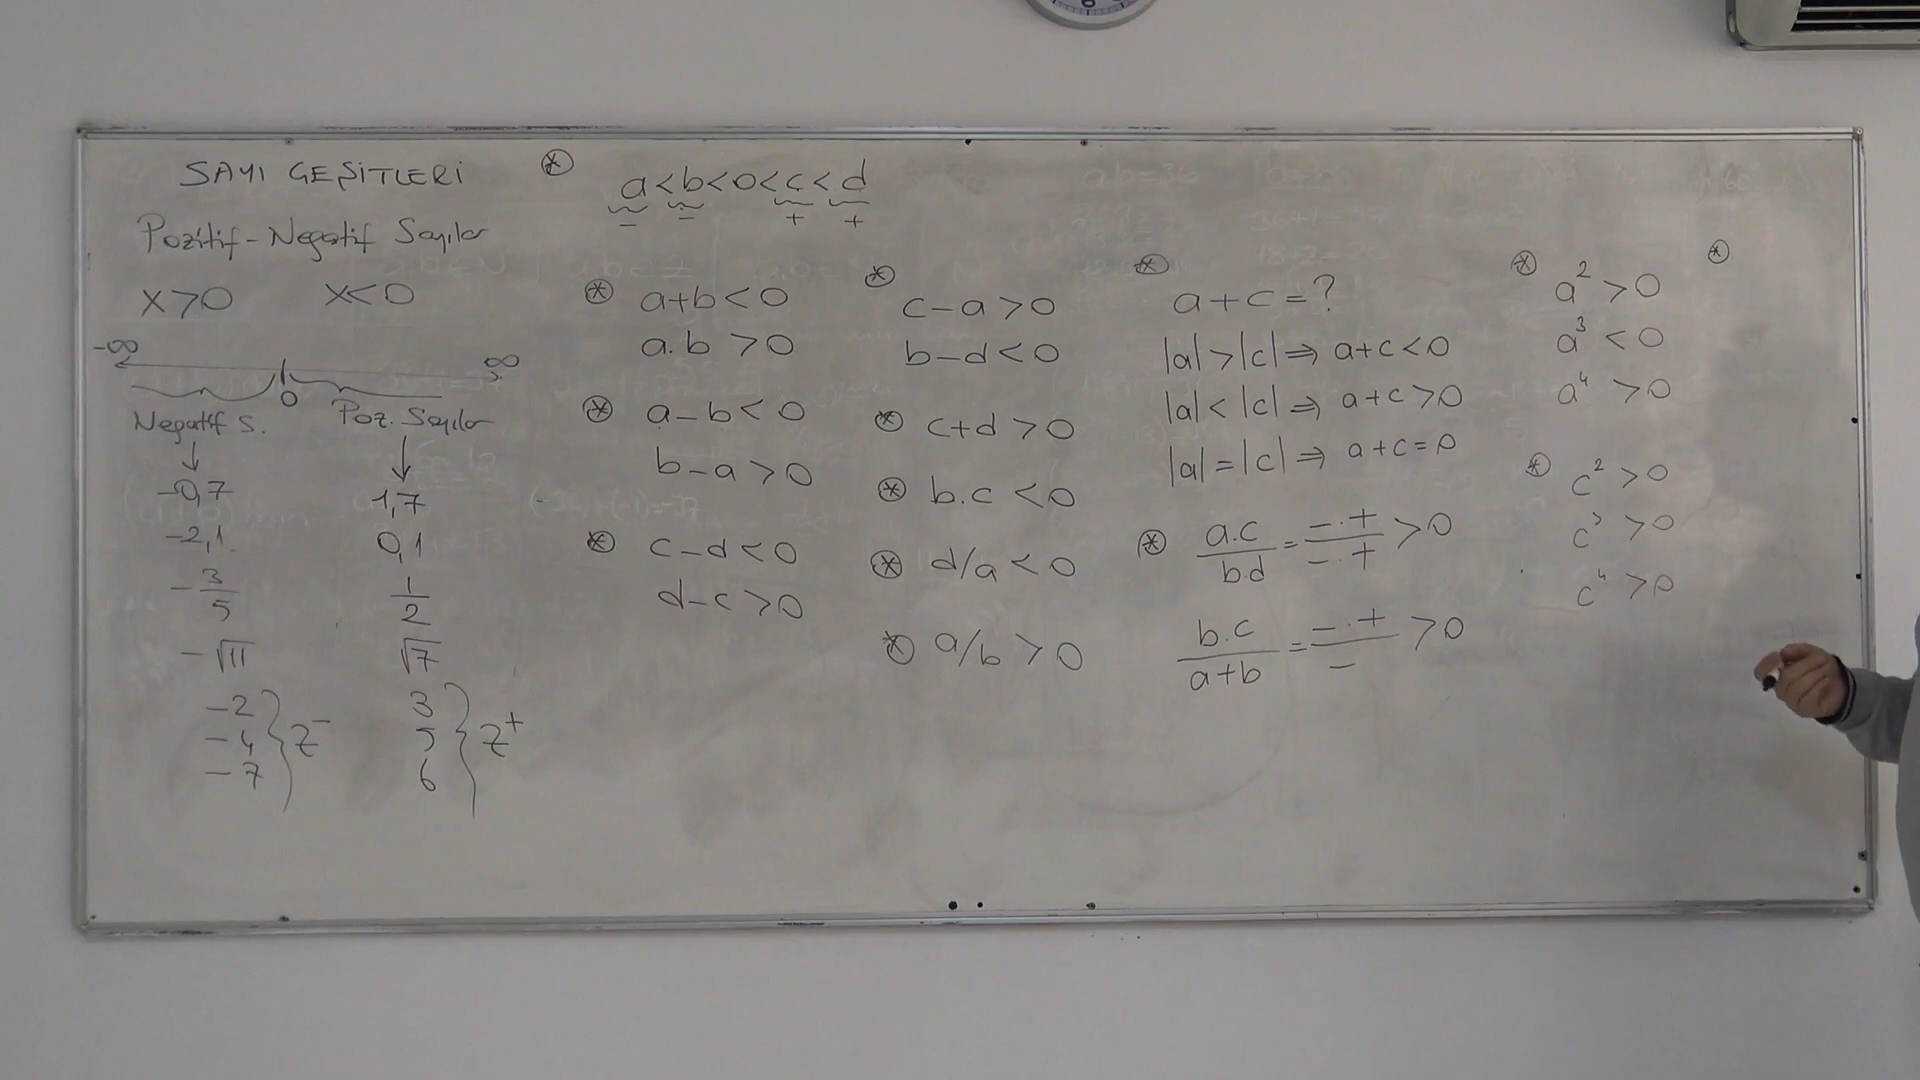 SAYI ÇEŞİTLERİ
Pozitif - Negatif Sayılar
x>0 x<0
-∞ ∞
0
Negatif S. Poz. Sayılar
-0,7
-2,1
-3/5
-√11
-2
-4
-7
Z⁻
1,7
0,1
1/2
√7
3
5
6
Z⁺
⊛ a<b<0<c<d
- - + +
⊛ a+b<0
a.b>0
⊛ a-b<0
b-a>0
⊛ c-d<0
d-c>0
⊛ c-a>0
b-d<0
⊛ c+d>0
⊛ b.c<0
⊛ d/a<0
⊛ a/b>0
⊛ a+c=?
|a|>|c|⇒ a+c<0
|a|<|c|⇒ a+c>0
|a|=|c|⇒ a+c=0
⊛ a.c/b.d = -.+/-.+ >0
b.c/a+b = -.+/- >0
⊛ a²>0
a³<0
a⁴>0
⊛ c²>0
c³>0
c⁴>0
⊛